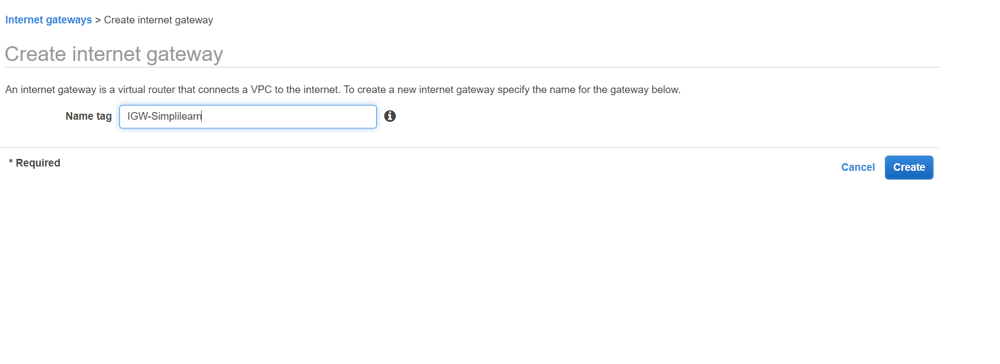 Internet gateways > Create internet gateway
Create internet gateway
An internet gateway is a virtual router that connects a VPC to the internet. To create a new internet gateway specify the name for the gateway below.
Name tag IGW-Simplilearn
* Required
Cancel Create